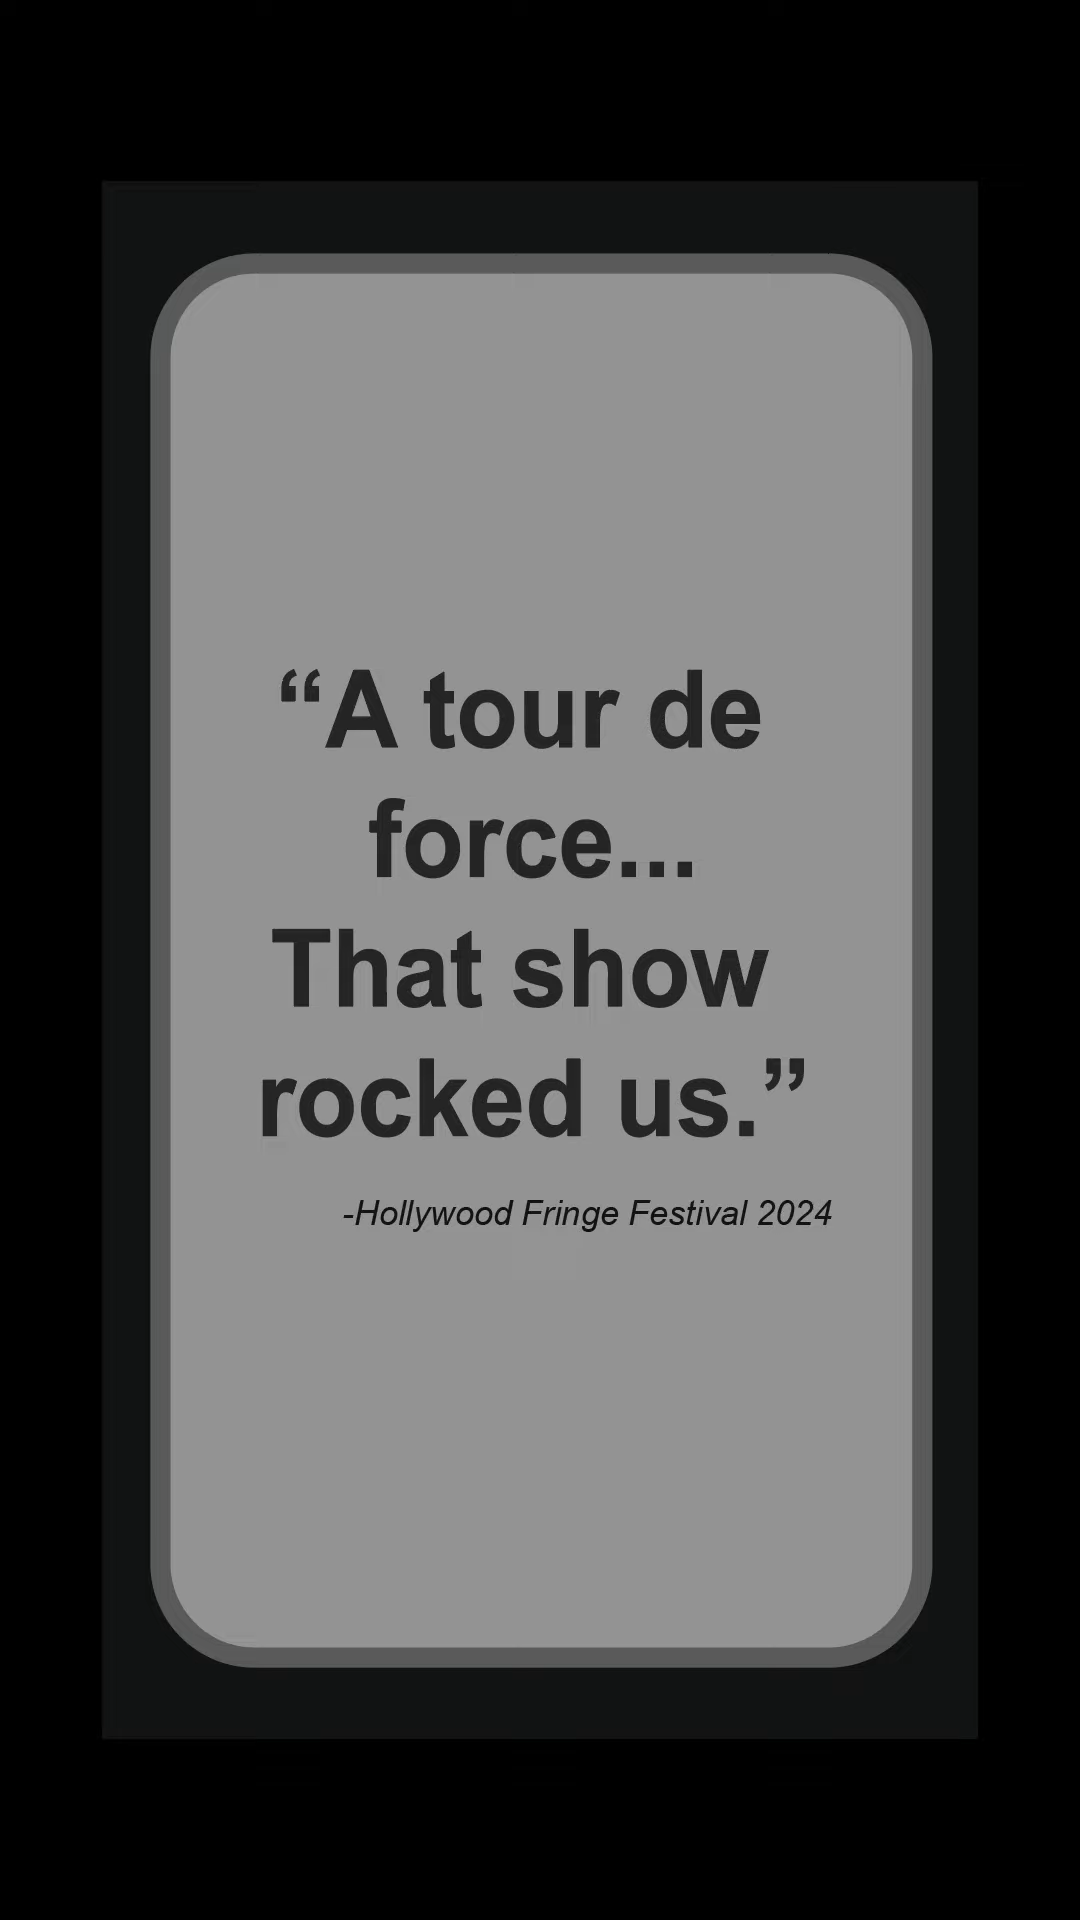 “A tour de
force...
That show
rocked us.”
-Hollywood Fringe Festival 2024